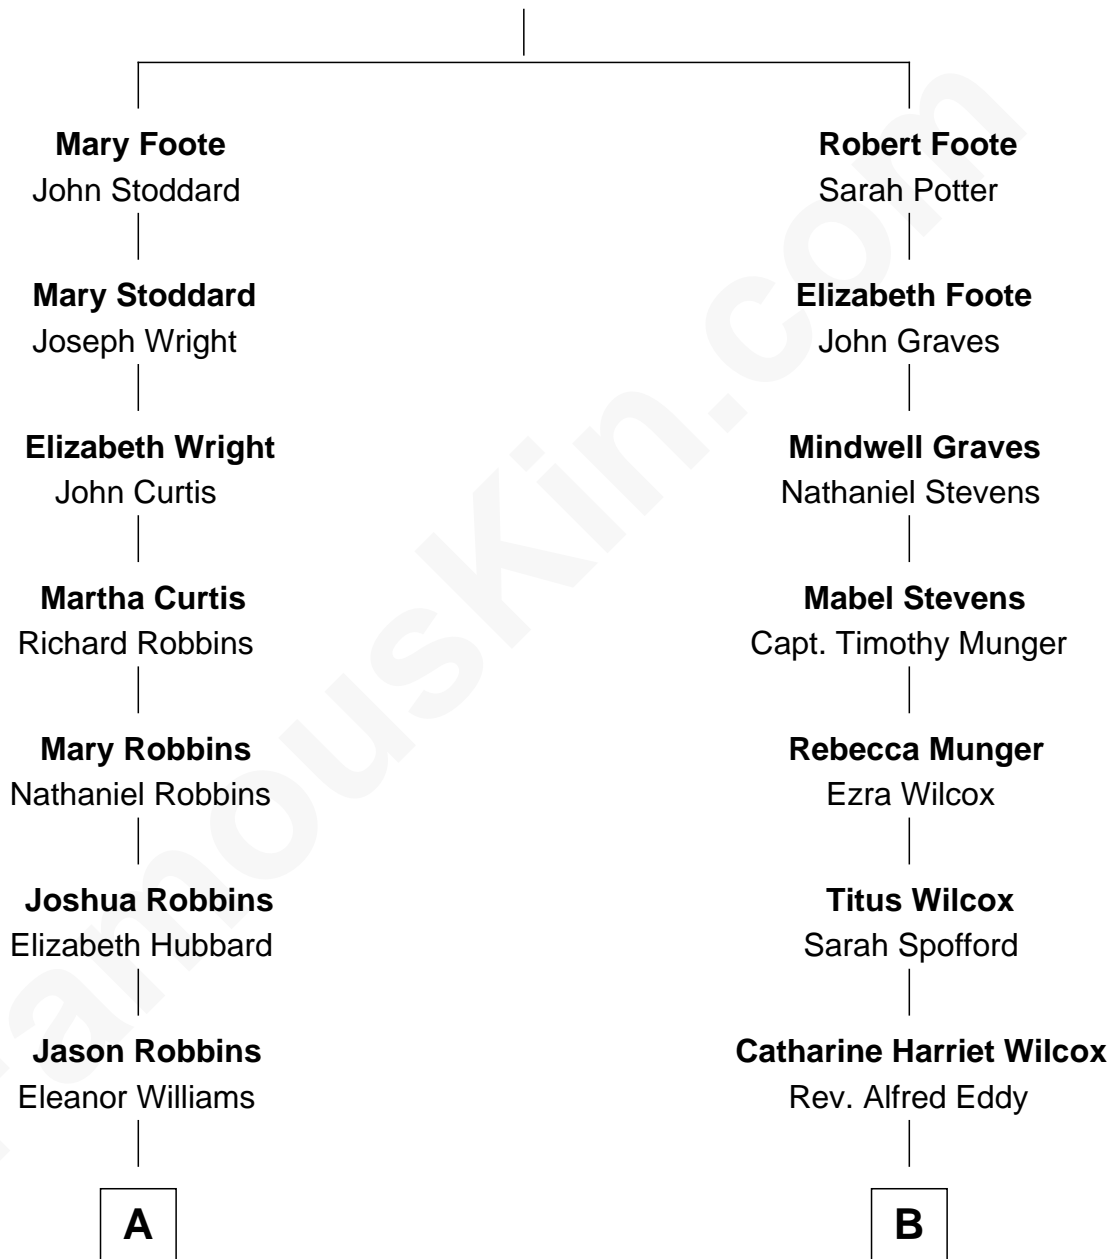 Mary Foote
John Stoddard
Robert Foote
Sarah Potter
Mary Stoddard
Joseph Wright
Elizabeth Foote
John Graves
Elizabeth Wright
John Curtis
Mindwell Graves
Nathaniel Stevens
Martha Curtis
Richard Robbins
Mabel Stevens
Capt. Timothy Munger
Mary Robbins
Nathaniel Robbins
Rebecca Munger
Ezra Wilcox
Joshua Robbins
Elizabeth Hubbard
Titus Wilcox
Sarah Spofford
Jason Robbins
Eleanor Williams
Catharine Harriet Wilcox
Rev. Alfred Eddy
A
B
FamousKin.com